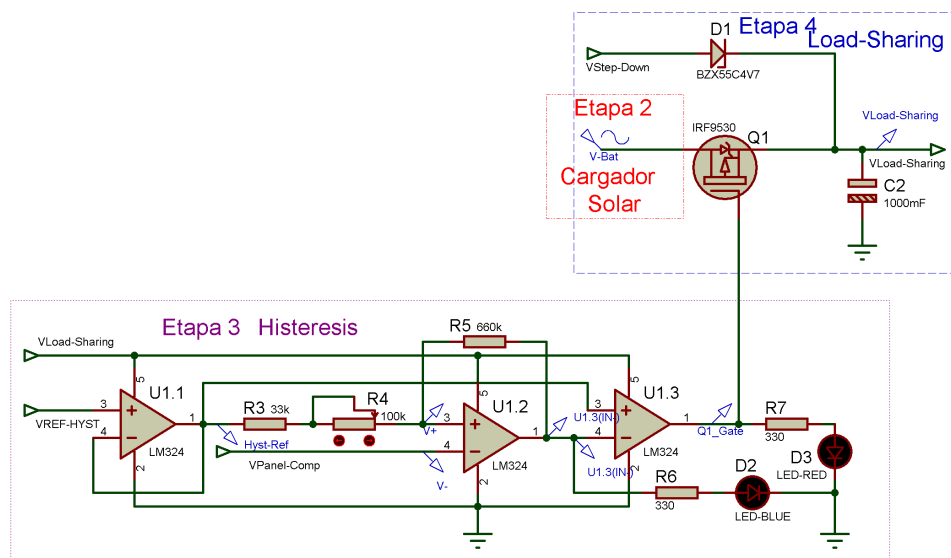 Etapa 4
Load-Sharing
D1
VStep-Down
BZX55C4V7
Etapa 2
IRF9530
Q1
V-Bat
VLoad-Sharing
VLoad-Sharing
Cargador
Solar
C2
1000mF
Etapa 3 Histeresis
R5 660k
VLoad-Sharing
5
5
5
U1.1
R3 33k
R4
100k
U1.2
U1.3
3
VREF-HYST
4
1
2
LM324
Hyst-Ref
VPanel-Comp
V+
3
4
V-
1
2
LM324
U1.3(IN-)
U1.3(IN-)
3
4
1
2
LM324
Q1_Gate
R7
330
D3
LED-RED
R6
330
D2
LED-BLUE